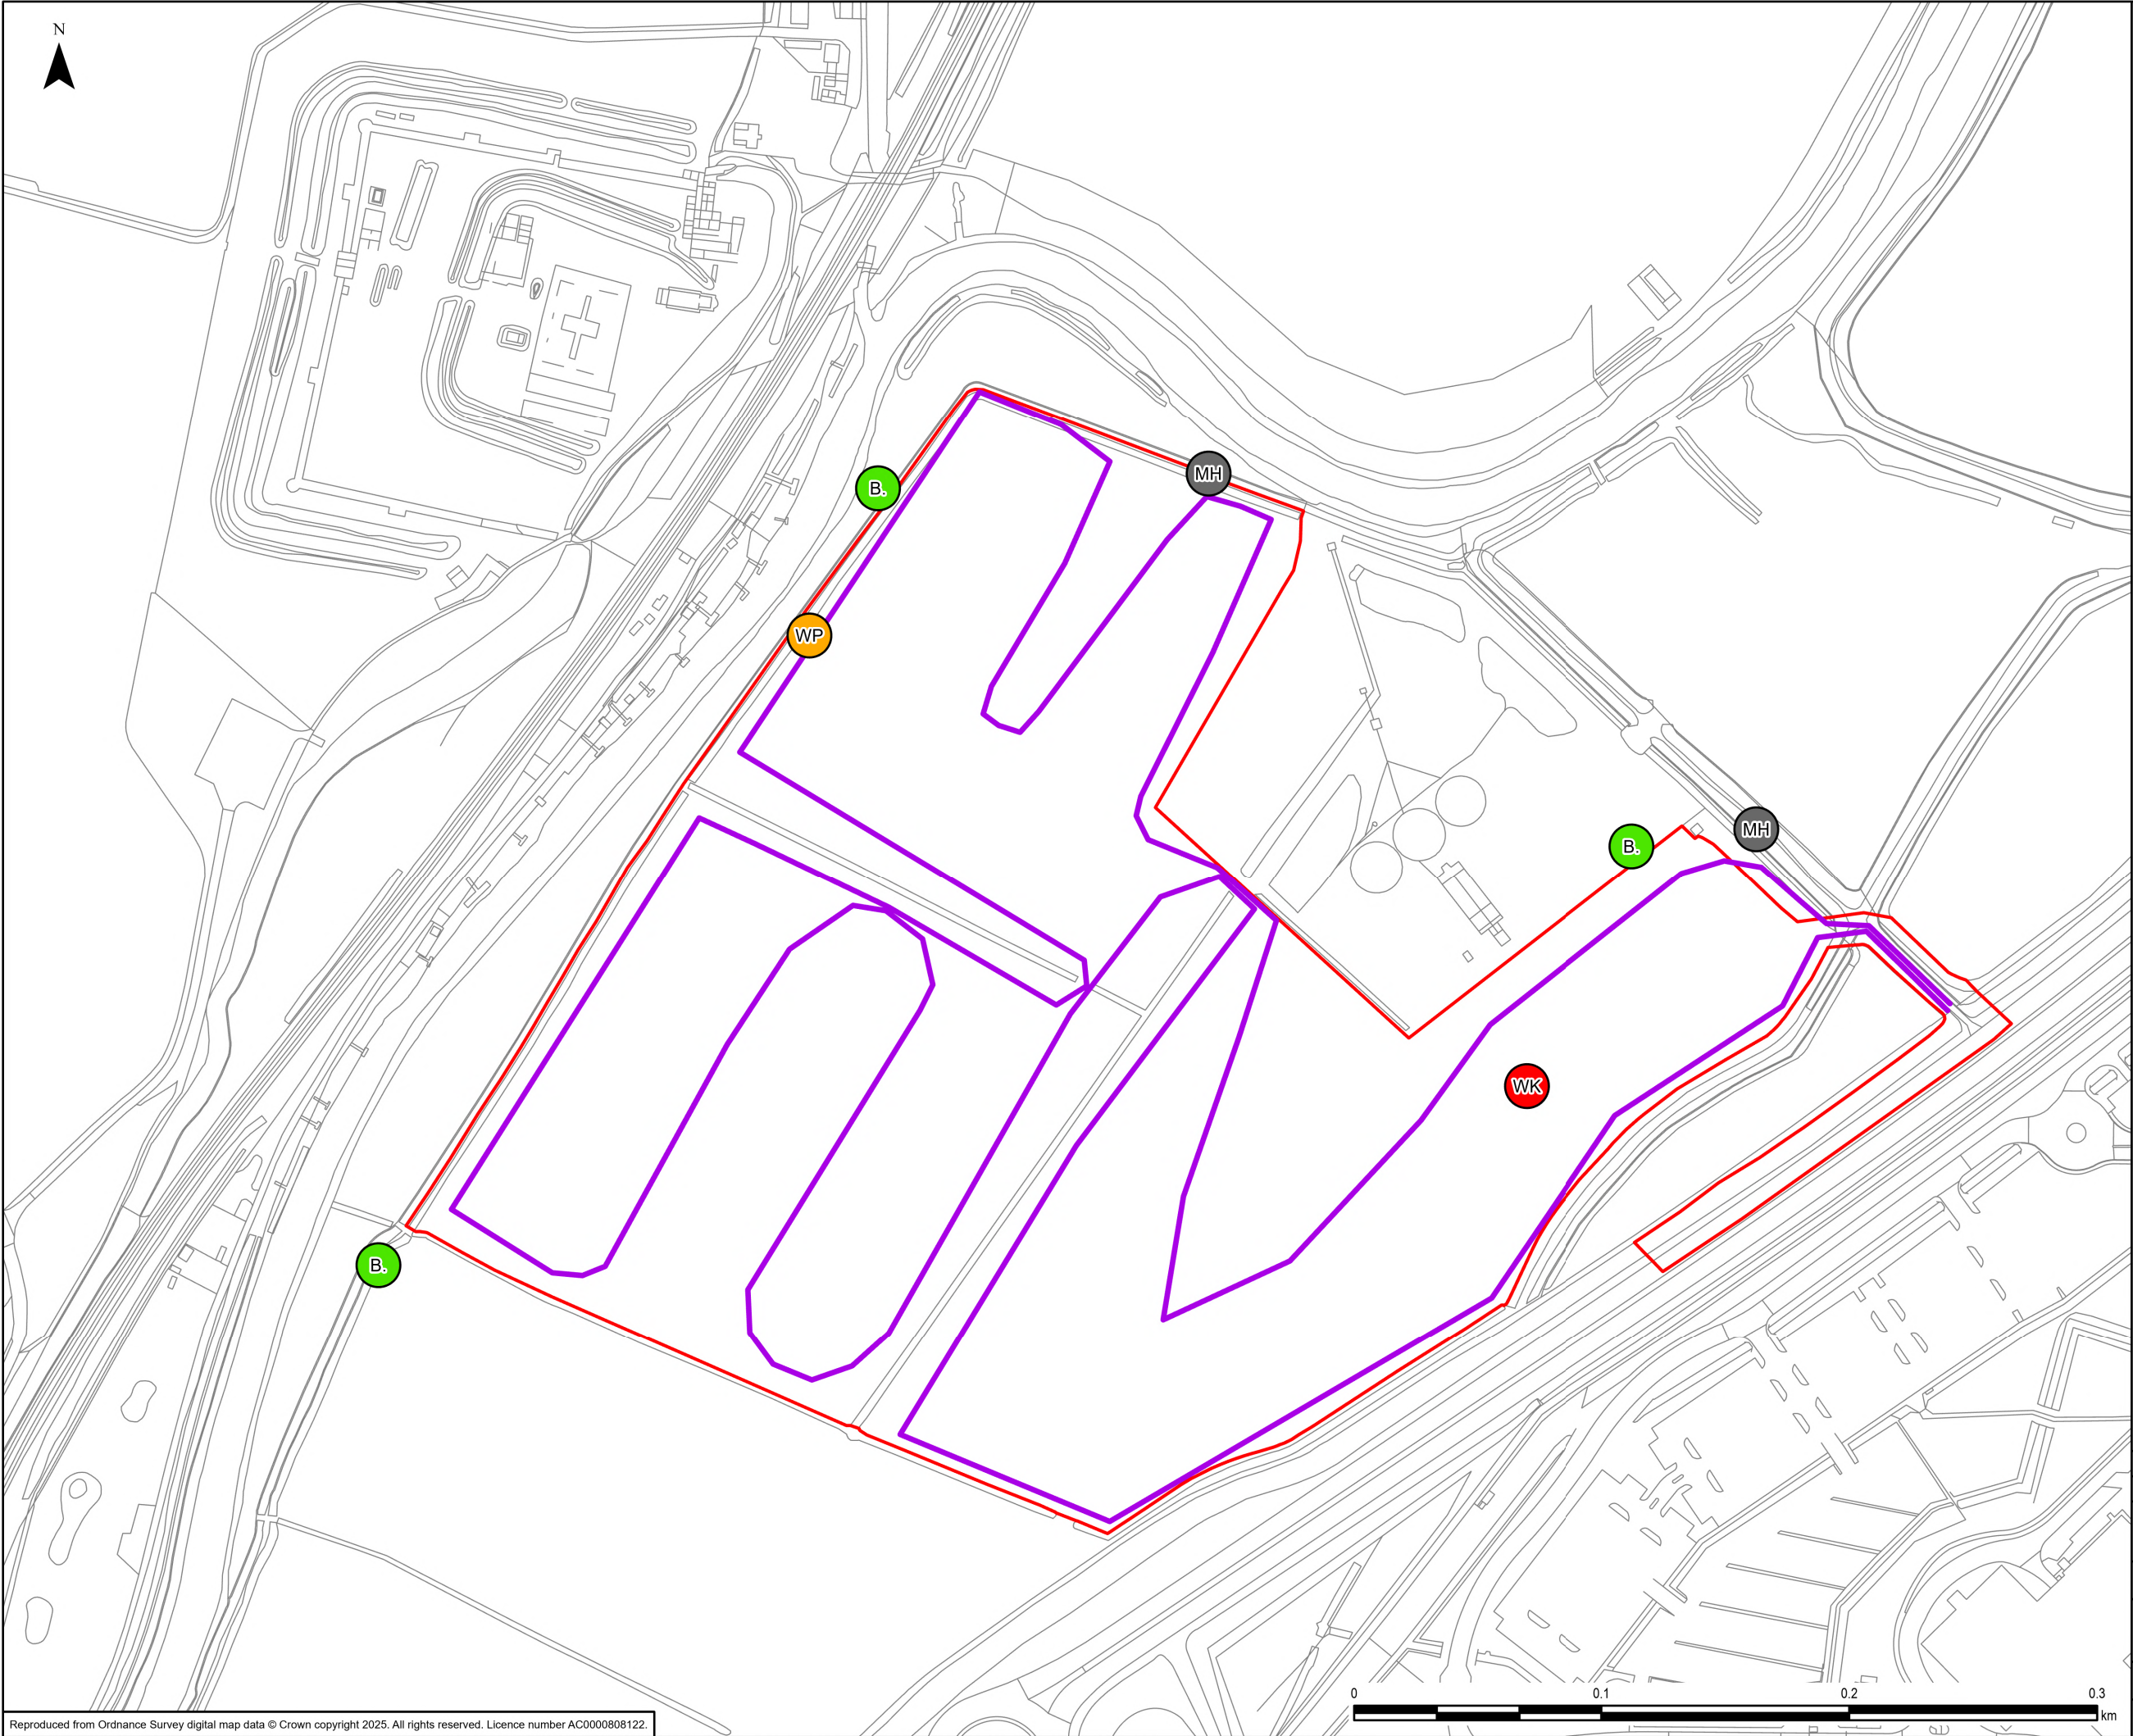 N
MH
B.
WP
B.
MH
WK
B.
0 0.1 0.2 0.3
km
Reproduced from Ordnance Survey digital map data © Crown copyright 2025. All rights reserved. Licence number AC0000808122.